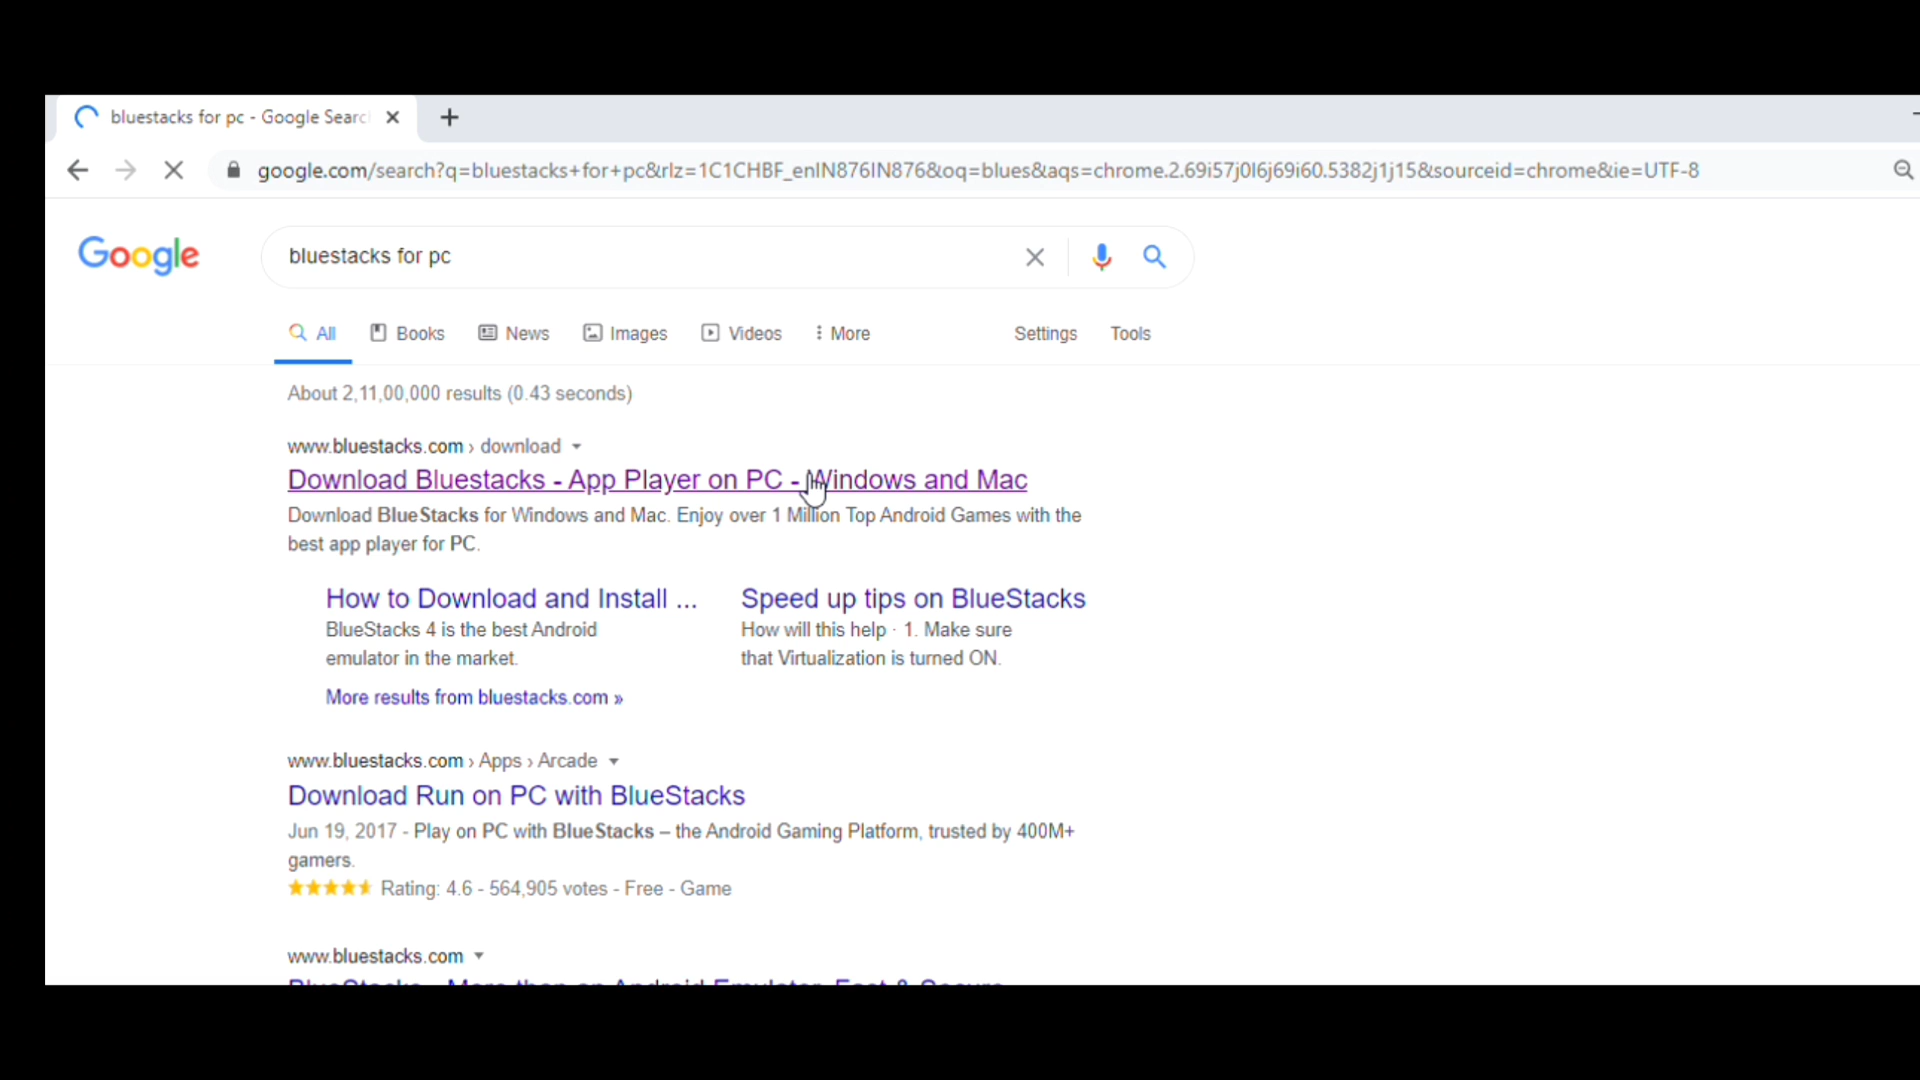 bluestacks for pc - Google Searc
google.com/search?q=bluestacks+for+pc&rlz=1C1CHBF_enIN876IN876&oq=blues&aqs=chrome.2.69i57j0l6j69i60.5382j1j15&sourceid=chrome&ie=UTF-8
Google
bluestacks for pc
All Books News Images Videos More Settings Tools
About 2,11,00,000 results (0.43 seconds)
www.bluestacks.com › download
Download Bluestacks - App Player on PC - Windows and Mac
Download BlueStacks for Windows and Mac. Enjoy over 1 Million Top Android Games with the
best app player for PC.
How to Download and Install ...
BlueStacks 4 is the best Android
emulator in the market.
Speed up tips on BlueStacks
How will this help · 1. Make sure
that Virtualization is turned ON.
More results from bluestacks.com »
www.bluestacks.com › Apps › Arcade
Download Run on PC with BlueStacks
Jun 19, 2017 - Play on PC with BlueStacks – the Android Gaming Platform, trusted by 400M+
gamers.
Rating: 4.6 - 564,905 votes - Free - Game
www.bluestacks.com
BlueStacks - More than an Android Emulator, Fast & Secure